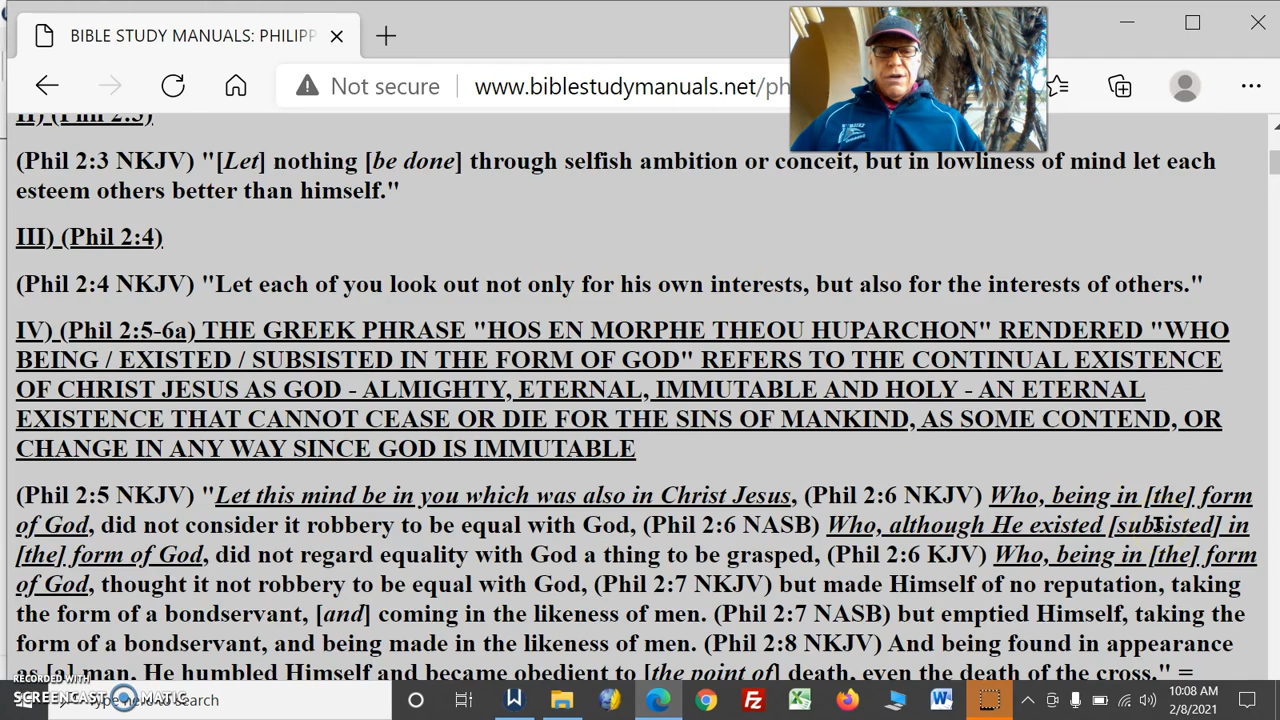 BIBLE STUDY MANUALS: PHILIPP
Not secure www.biblestudymanuals.net/ph
II) (Phil 2:3)
(Phil 2:3 NKJV) "[Let] nothing [be done] through selfish ambition or conceit, but in lowliness of mind let each
esteem others better than himself."
III) (Phil 2:4)
(Phil 2:4 NKJV) "Let each of you look out not only for his own interests, but also for the interests of others."
IV) (Phil 2:5-6a) THE GREEK PHRASE "HOS EN MORPHE THEOU HUPARCHON" RENDERED "WHO
BEING / EXISTED / SUBSISTED IN THE FORM OF GOD" REFERS TO THE CONTINUAL EXISTENCE
OF CHRIST JESUS AS GOD - ALMIGHTY, ETERNAL, IMMUTABLE AND HOLY - AN ETERNAL
EXISTENCE THAT CANNOT CEASE OR DIE FOR THE SINS OF MANKIND, AS SOME CONTEND, OR
CHANGE IN ANY WAY SINCE GOD IS IMMUTABLE
(Phil 2:5 NKJV) "Let this mind be in you which was also in Christ Jesus, (Phil 2:6 NKJV) Who, being in [the] form
of God, did not consider it robbery to be equal with God, (Phil 2:6 NASB) Who, although He existed [subsisted] in
[the] form of God, did not regard equality with God a thing to be grasped, (Phil 2:6 KJV) Who, being in [the] form
of God, thought it not robbery to be equal with God, (Phil 2:7 NKJV) but made Himself of no reputation, taking
the form of a bondservant, [and] coming in the likeness of men. (Phil 2:7 NASB) but emptied Himself, taking the
form of a bondservant, and being made in the likeness of men. (Phil 2:8 NKJV) And being found in appearance
as [a] man, He humbled Himself and became obedient to [the point of] death, even the death of the cross." =
RECORDED WITH
SCREENCAST MATIC
Type here to search
10:08 AM
2/8/2021